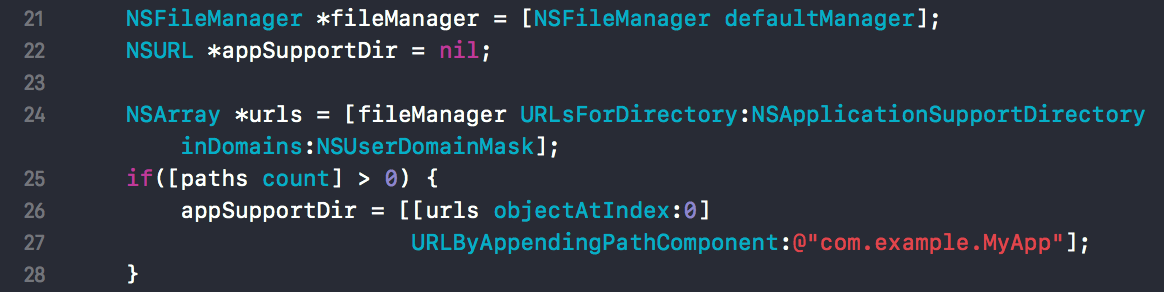 21 NSFileManager *fileManager = [NSFileManager defaultManager];
22 NSURL *appSupportDir = nil;
23
24 NSArray *urls = [fileManager URLsForDirectory:NSApplicationSupportDirectory
inDomains:NSUserDomainMask];
25 if([paths count] > 0) {
26 appSupportDir = [[urls objectAtIndex:0]
27 URLByAppendingPathComponent:@"com.example.MyApp"];
28 }